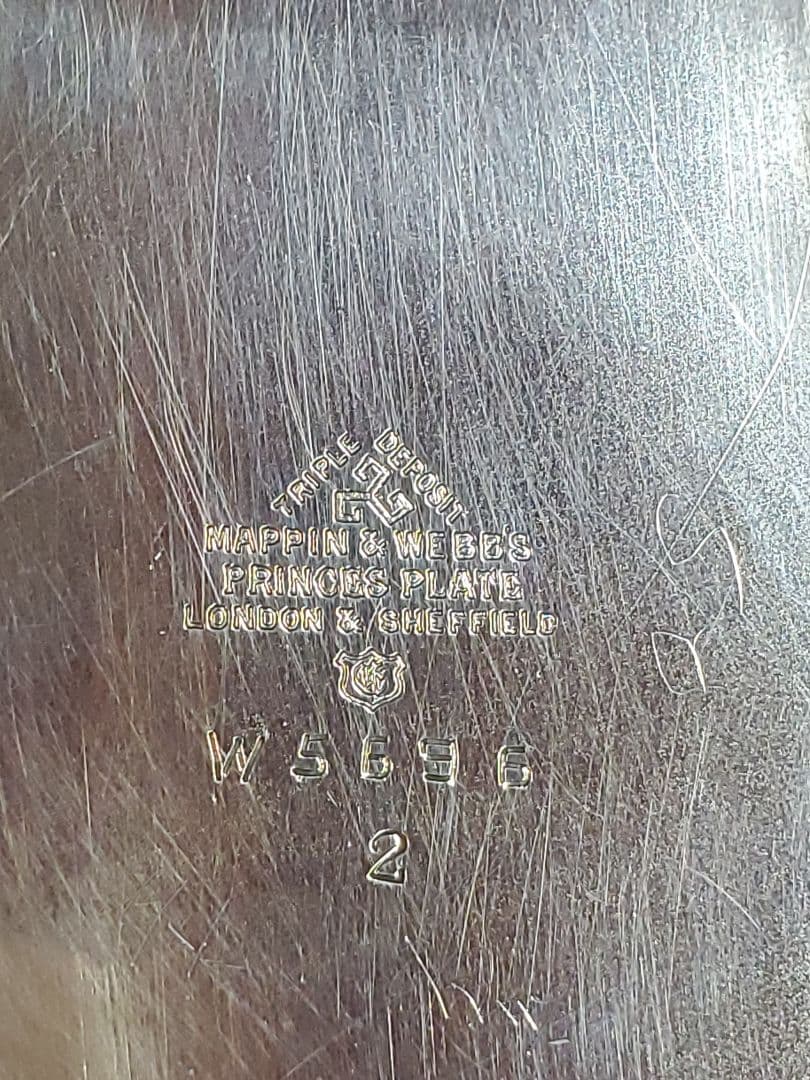 TRIPLE DEPOSIT
MAPPIN & WEBB'S
PRINCES PLATE
LONDON & SHEFFIELD
W 5696
2